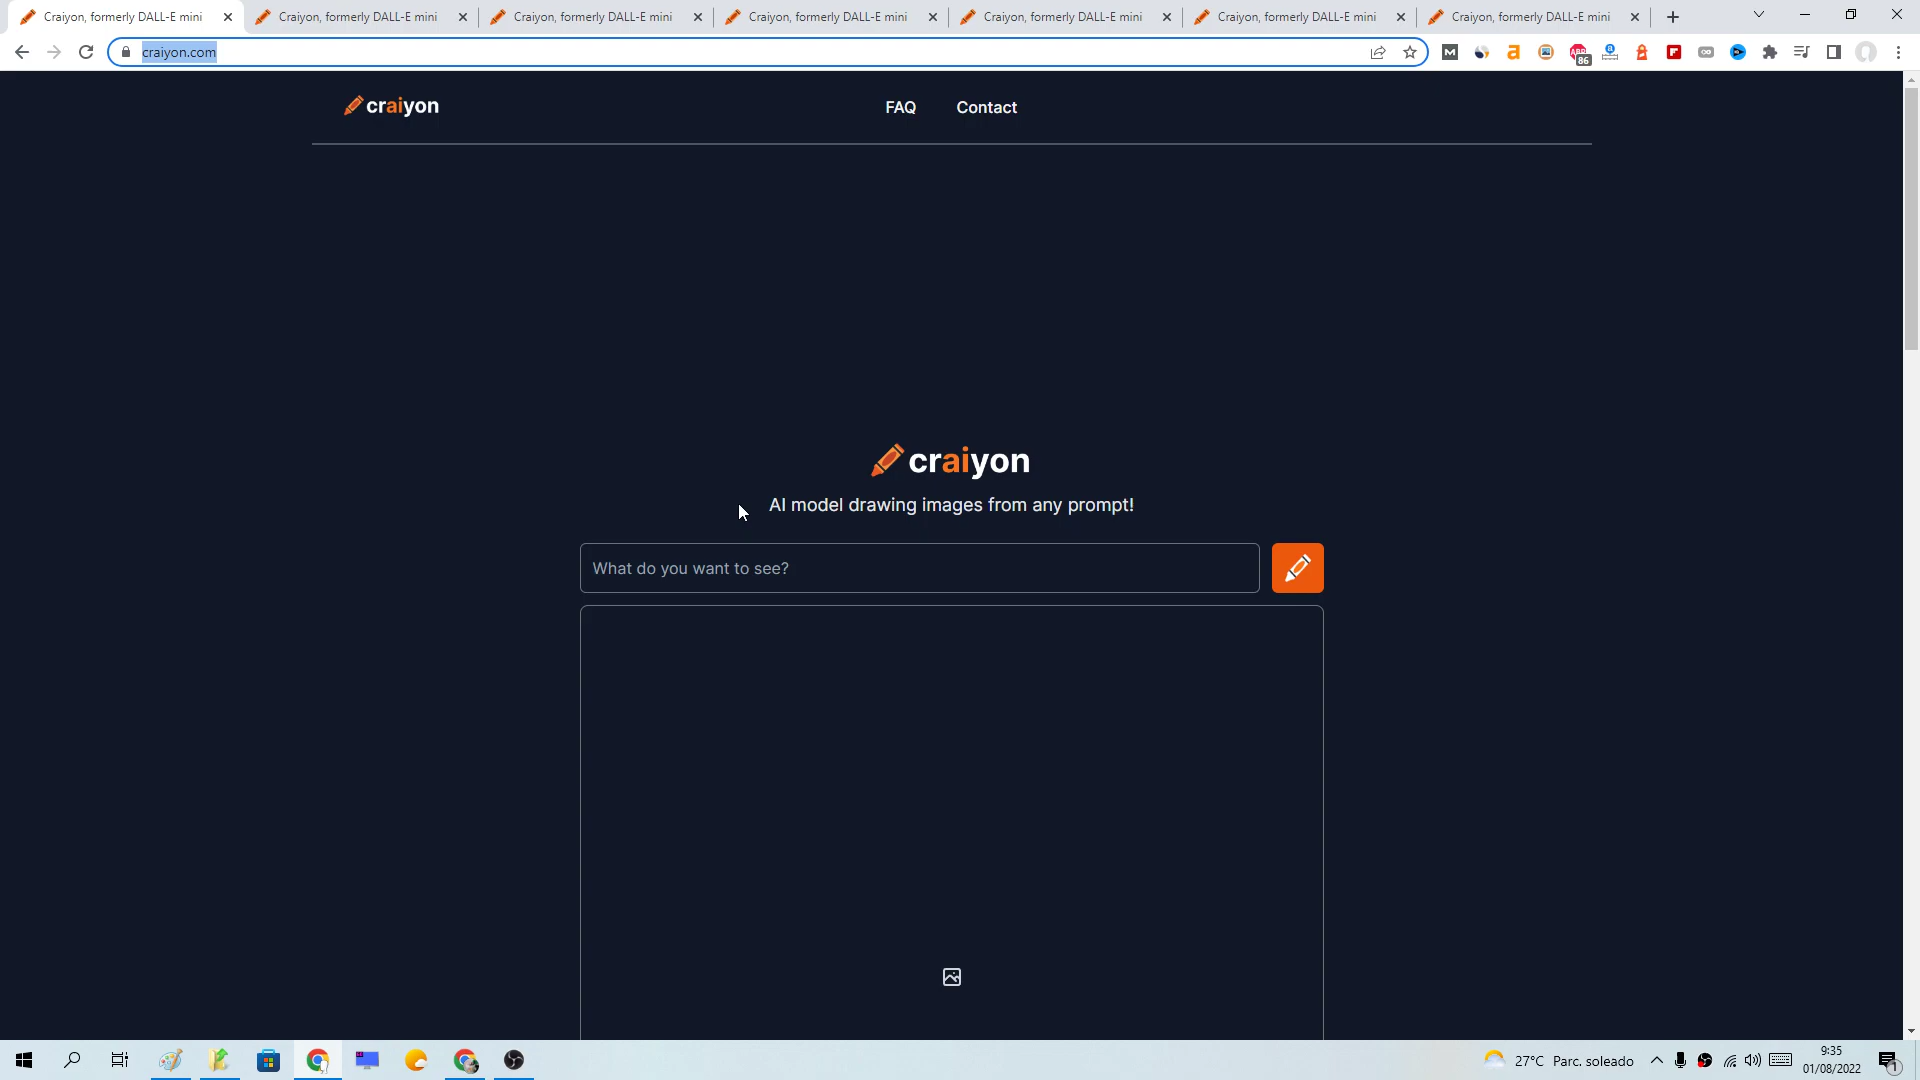 Craiyon, formerly DALL-E mini
Craiyon, formerly DALL-E mini
Craiyon, formerly DALL-E mini
Craiyon, formerly DALL-E mini
Craiyon, formerly DALL-E mini
Craiyon, formerly DALL-E mini
Craiyon, formerly DALL-E mini
craiyon.com
86
craiyon
FAQ
Contact
craiyon
AI model drawing images from any prompt!
What do you want to see?
27°C Parc. soleado
9:35
01/08/2022
1